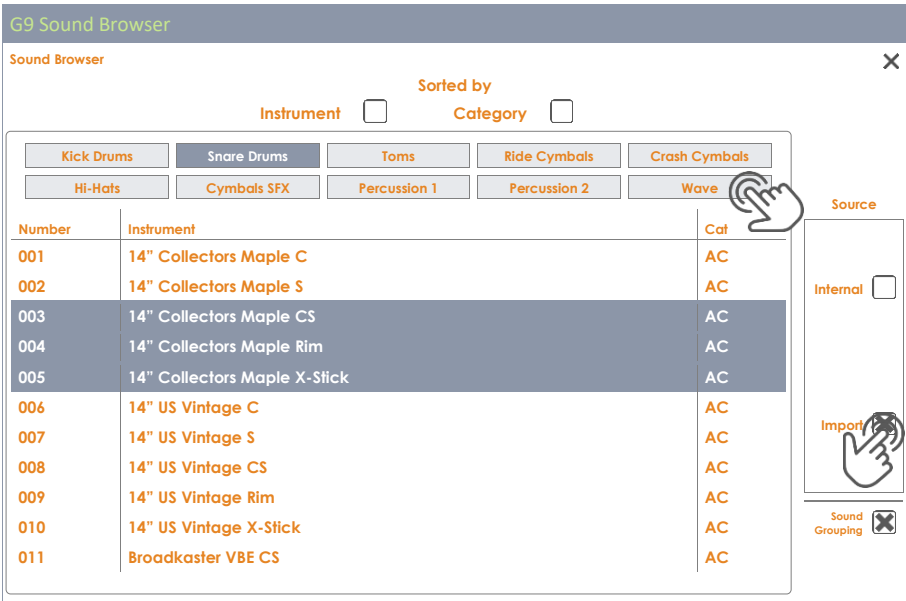 G9 Sound Browser
Sound Browser
Sorted by
Instrument Category
Kick Drums Snare Drums Toms Ride Cymbals Crash Cymbals
Hi-Hats Cymbals SFX Percussion 1 Percussion 2 Wave
Source
Number Instrument Cat
001 14” Collectors Maple C AC
002 14” Collectors Maple S AC
Internal
003 14” Collectors Maple CS AC
004 14” Collectors Maple Rim AC
005 14” Collectors Maple X-Stick AC
006 14” US Vintage C AC
Import
007 14” US Vintage S AC
008 14” US Vintage CS AC
009 14” US Vintage Rim AC
010 14” US Vintage X-Stick AC
Sound
Grouping
011 Broadkaster VBE CS AC